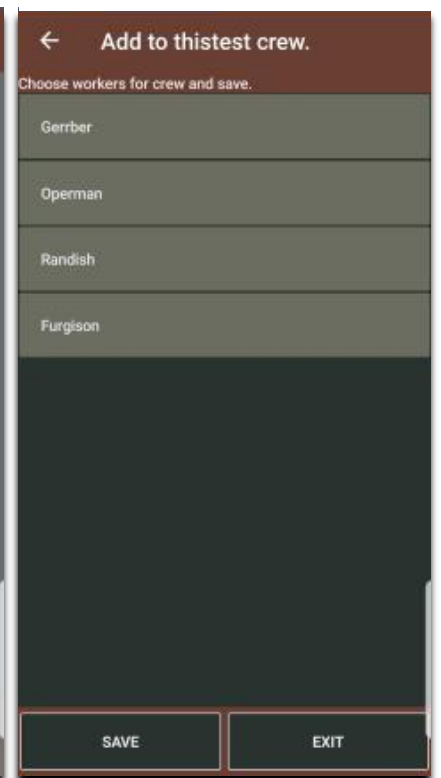 Add to thistest crew.
Choose workers for crew and save.
Gerrber
Operman
Randish
Furgison
SAVE EXIT